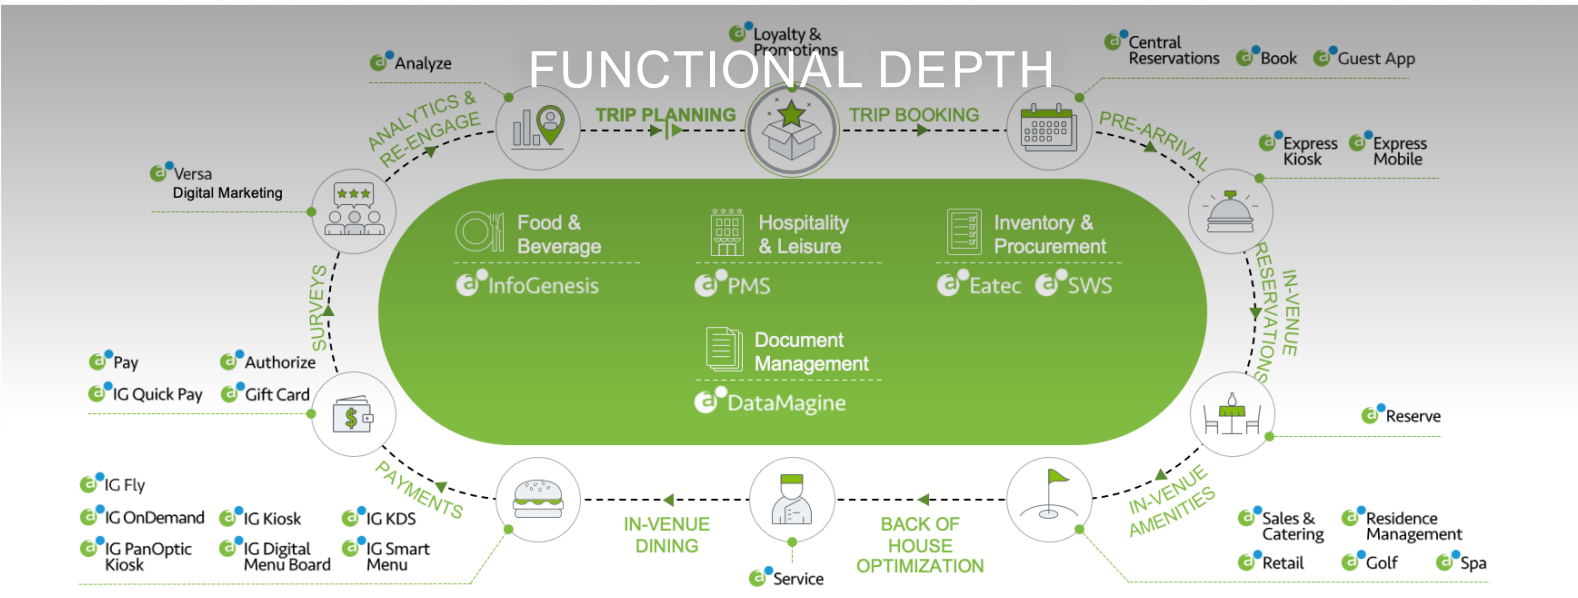 FUNCTIONAL DEPTH
Loyalty &
Promotions
Analyze
Central
Reservations
Book
Guest App
ANALYTICS &
RE-ENGAGE
TRIP PLANNING
TRIP BOOKING
PRE-ARRIVAL
Express
Kiosk
Express
Mobile
Versa
Digital Marketing
Food &
Beverage
InfoGenesis
Hospitality
& Leisure
PMS
Inventory &
Procurement
Eatec
SWS
Document
Management
DataMagine
SURVEYS
IN-VENUE
RESERVATIONS
Pay
Authorize
IG Quick Pay
Gift Card
Reserve
PAYMENTS
IN-VENUE
AMENITIES
IG Fly
IG OnDemand
IG Kiosk
IG KDS
IG PanOptic
Kiosk
IG Digital
Menu Board
IG Smart
Menu
IN-VENUE
DINING
Service
BACK OF
HOUSE
OPTIMIZATION
Sales &
Catering
Residence
Management
Retail
Golf
Spa